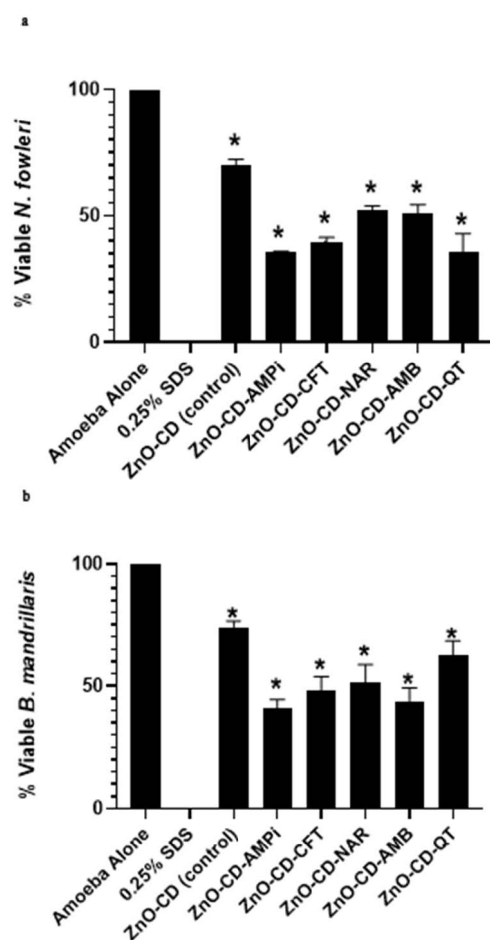 a
% Viable N. fowleri
100
50
0
*
*
*
*
*
*
Amoeba Alone
0.25% SDS
ZnO-CD (control)
ZnO-CD-AMPi
ZnO-CD-CFT
ZnO-CD-NAR
ZnO-CD-AMB
ZnO-CD-QT
b
% Viable B. mandrillaris
100
50
0
*
*
*
*
*
*
Amoeba Alone
0.25% SDS
ZnO-CD (control)
ZnO-CD-AMPi
ZnO-CD-CFT
ZnO-CD-NAR
ZnO-CD-AMB
ZnO-CD-QT